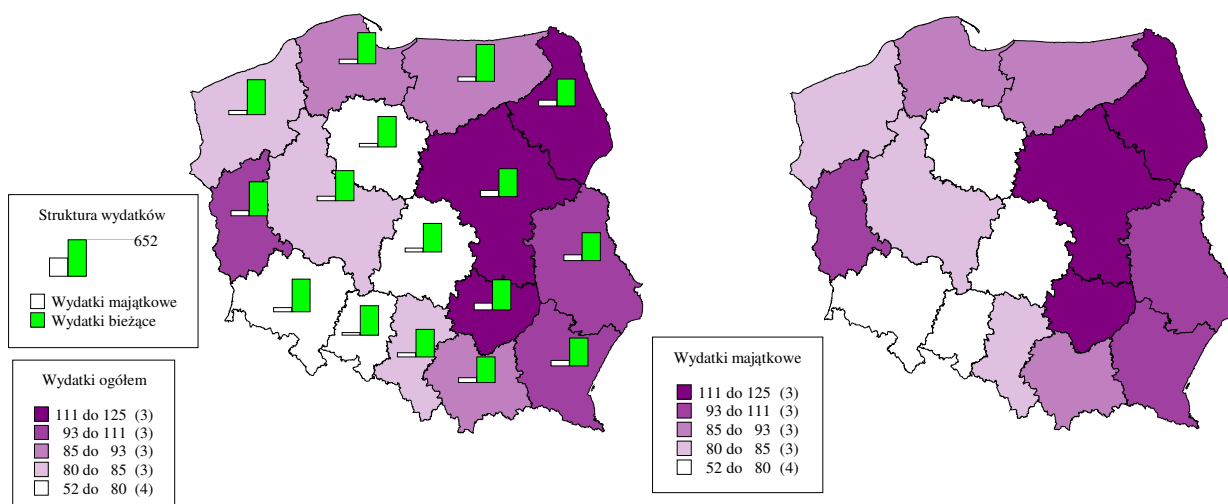 Struktura wydatków
652
Wydatki majątkowe
Wydatki bieżące
Wydatki ogółem
111 do 125 (3)
93 do 111 (3)
85 do 93 (3)
80 do 85 (3)
52 do 80 (4)
Wydatki majątkowe
111 do 125 (3)
93 do 111 (3)
85 do 93 (3)
80 do 85 (3)
52 do 80 (4)